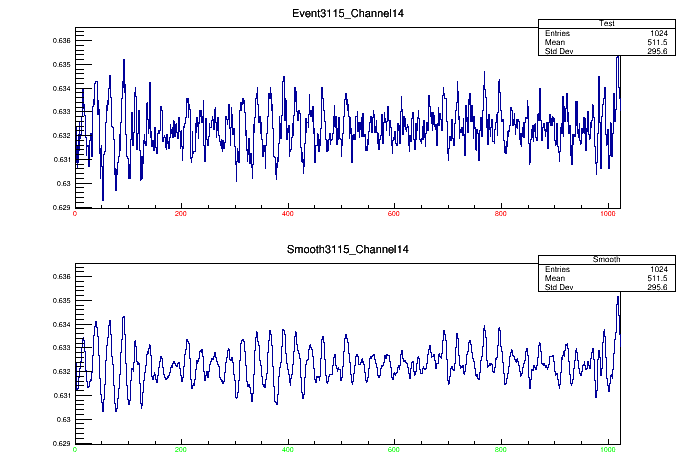 Event3115_Channel14
Test
Entries 1024
Mean 511.5
Std Dev 295.6
0.636
0.635
0.634
0.633
0.632
0.631
0.63
0.629
0 200 400 600 800 1000
Smooth3115_Channel14
Smooth
Entries 1024
Mean 511.5
Std Dev 295.6
0.636
0.635
0.634
0.633
0.632
0.631
0.63
0.629
0 200 400 600 800 1000